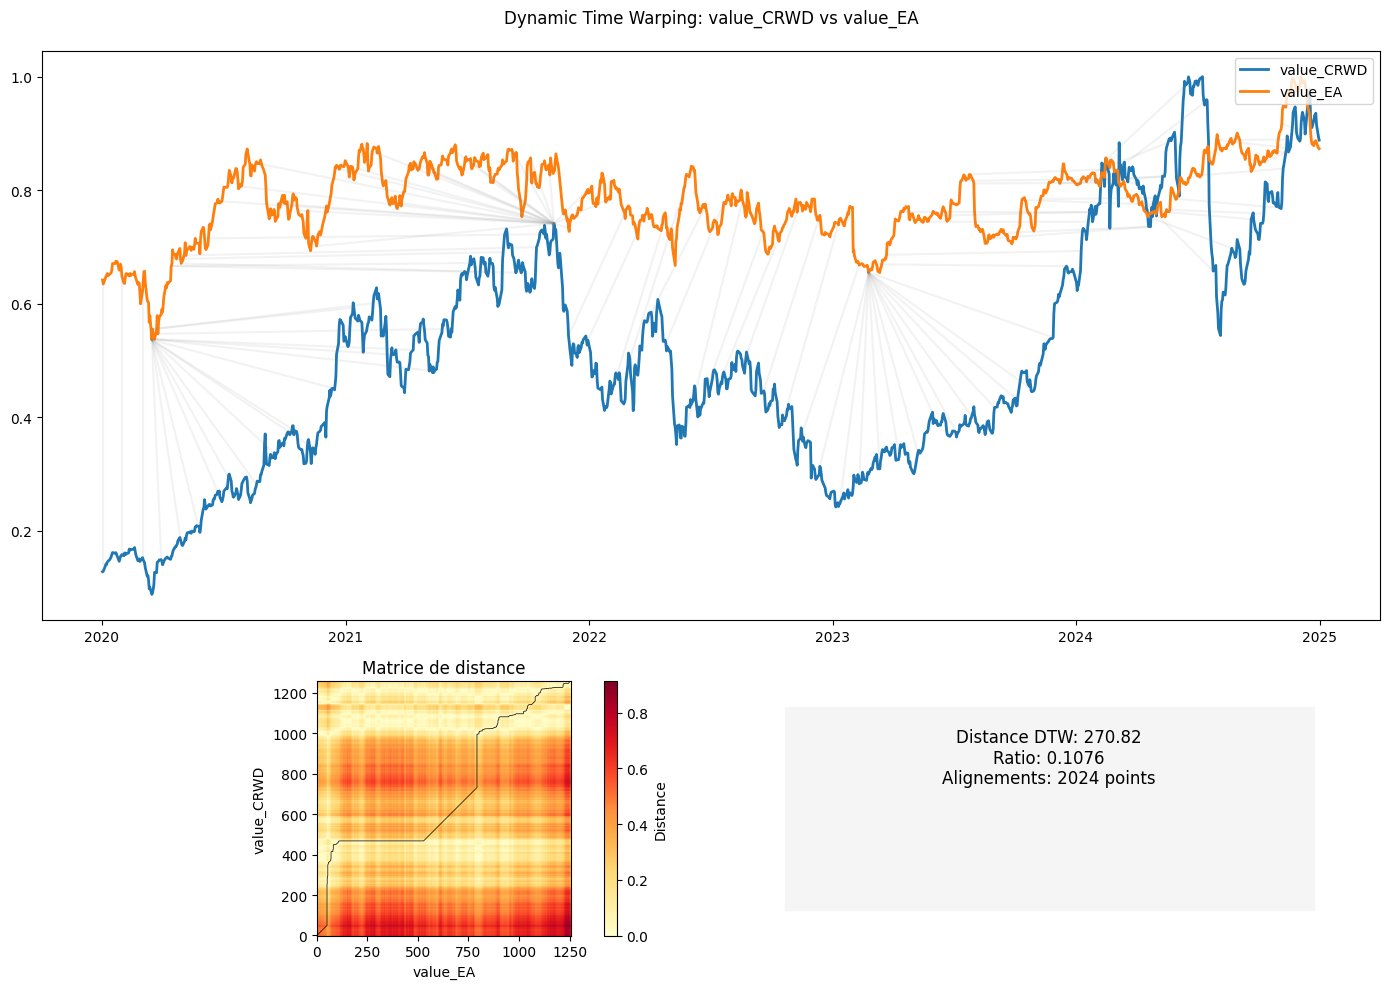 Dynamic Time Warping: value_CRWD vs value_EA
value_CRWD
value_EA
1.0
0.8
0.6
0.4
0.2
2020 2021 2022 2023 2024 2025
Matrice de distance
value_CRWD
1200
1000
800
600
400
200
0
0 250 500 750 1000 1250
value_EA
0.8
0.6
0.4
0.2
0.0
Distance
Distance DTW: 270.82
Ratio: 0.1076
Alignements: 2024 points